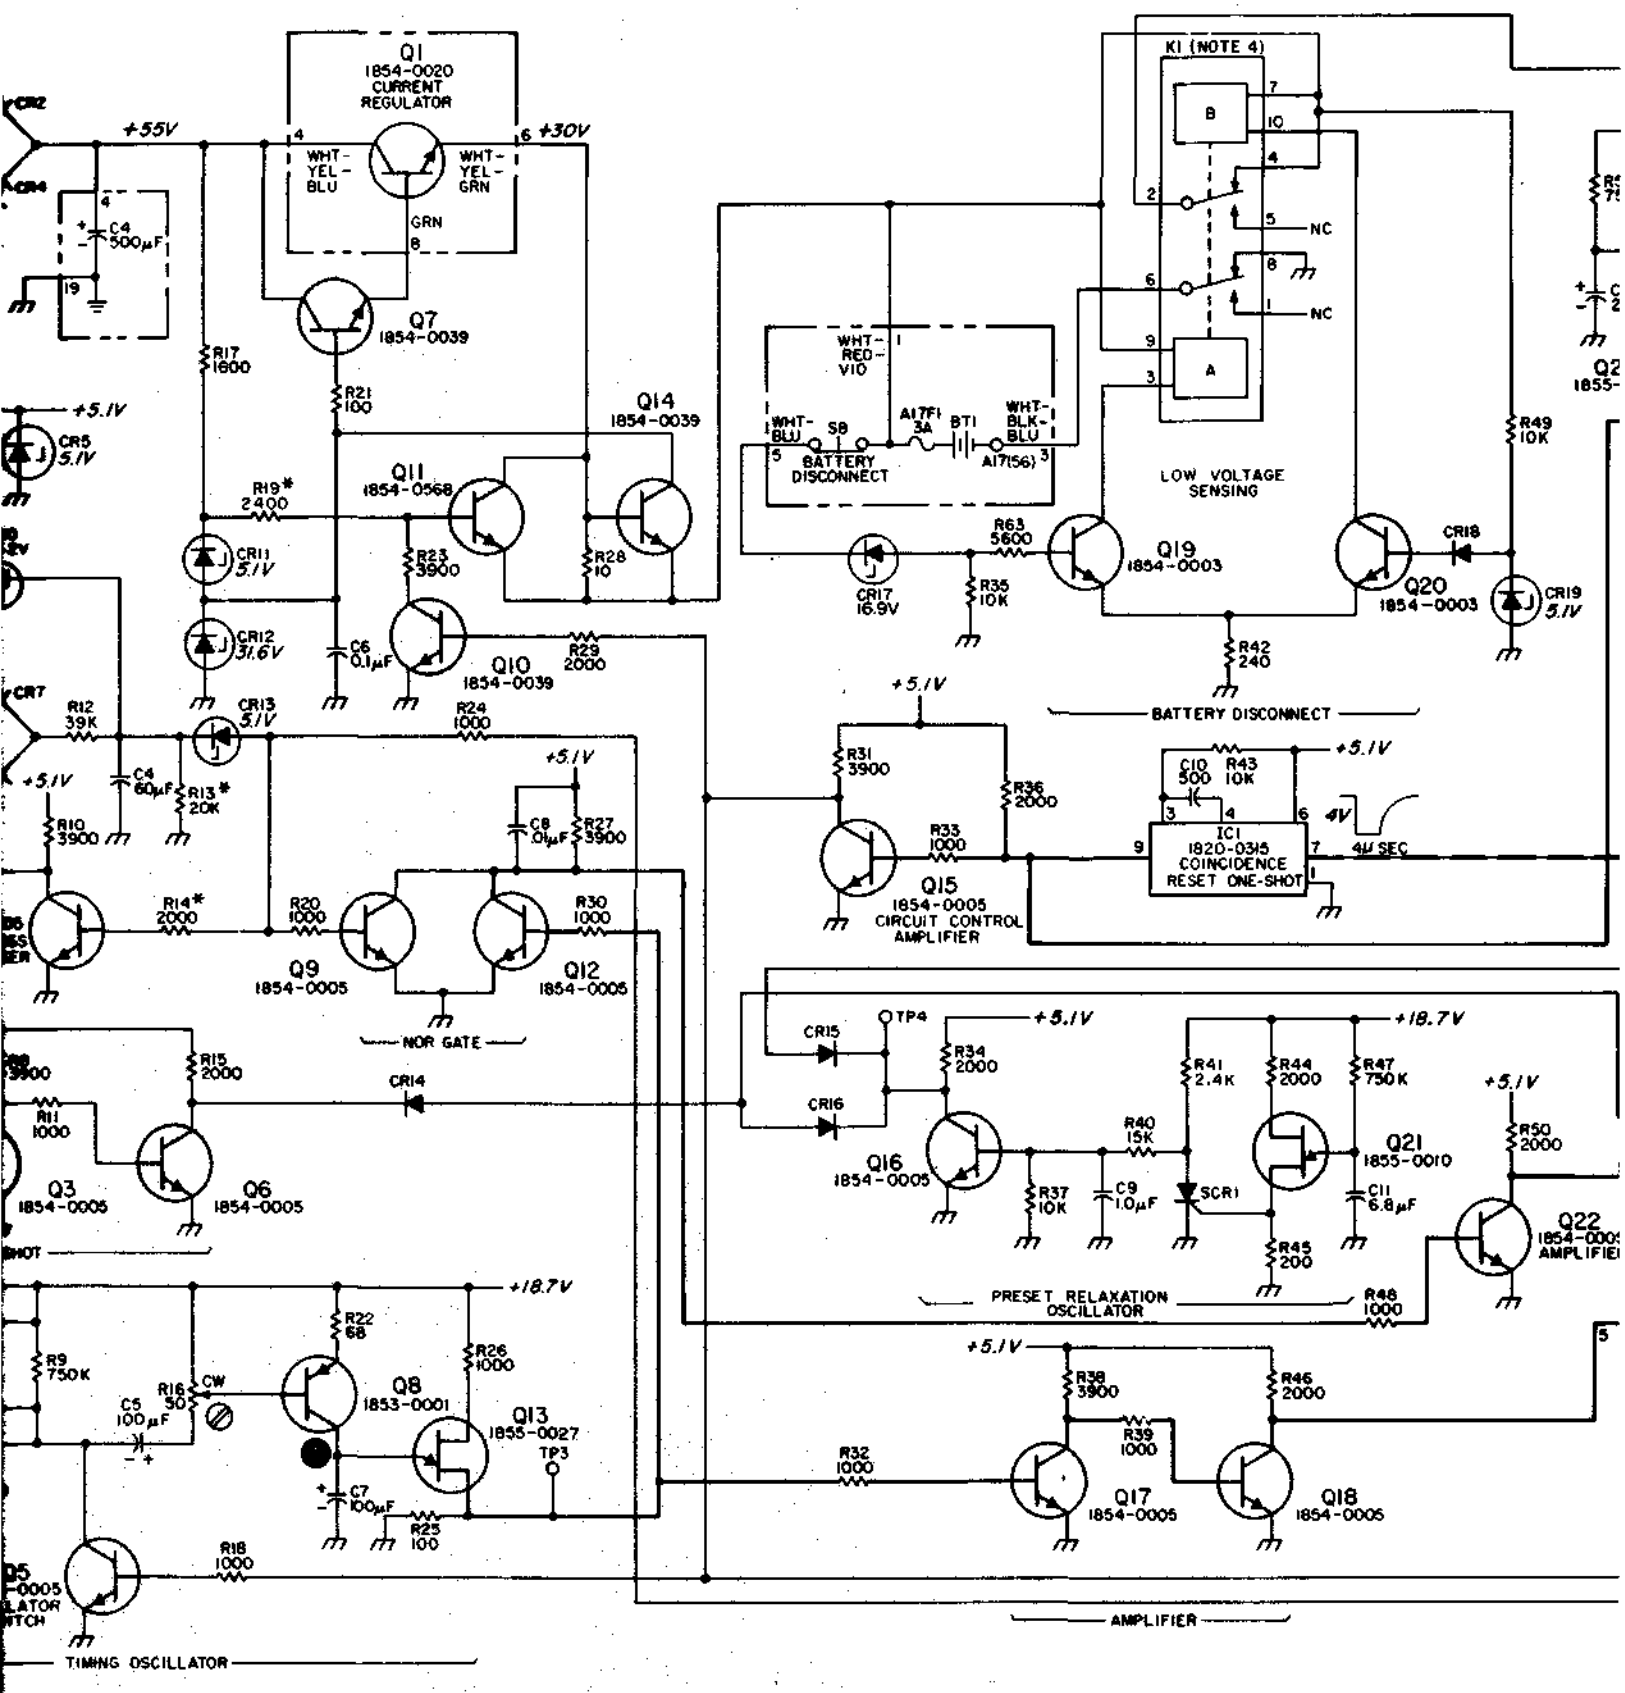 Q1
1854-0020
CURRENT
REGULATOR
K1 (NOTE 4)
CR2
+55V
4
6
+30V
WHT-
YEL-
BLU
WHT-
YEL-
GRN
B
7
10
4
2
5
NC
CR4
4
+
-
C4
500µF
19
GRN
8
8
6
1
NC
+
-
Q7
1854-0039
R17
1600
R21
100
Q14
1854-0039
WHT-
RED-
VIO
1
9
3
A
1855-
+5.1V
CR5
5.1V
WHT-
BLU
5
S8
BATTERY
DISCONNECT
A17F1
3A
BT1
WHT-
BLK-
BLU
3
A17(56)
R49
10K
LOW VOLTAGE
SENSING
Q11
1854-0568
R19*
2400
R23
3900
R28
10
CR11
5.1V
CR12
31.6V
C6
0.1µF
R63
5600
CR17
16.9V
R35
10K
Q19
1854-0003
CR18
Q20
1854-0003
CR19
5.1V
R42
240
Q10
1854-0039
R29
2000
BATTERY DISCONNECT
CR7
R12
39K
CR13
5.1V
R24
1000
+5.1V
C4
60µF
R13*
20K
+5.1V
R10
3900
+5.1V
C8
.01µF
R27
3900
R31
3900
R36
2000
R33
1000
C10
500
R43
10K
+5.1V
3
4
6
9
IC1
1820-0315
COINCIDENCE
RESET ONE-SHOT
7
1
4V
4µ SEC
Q15
1854-0005
CIRCUIT CONTROL
AMPLIFIER
R14*
2000
R20
1000
R30
1000
Q9
1854-0005
Q12
1854-0005
NOR GATE
R15
2000
3900
R11
1000
CR14
Q3
1854-0005
Q6
1854-0005
SHOT
CR15
TP4
CR16
+5.1V
R34
2000
Q16
1854-0005
R37
10K
C9
1.0µF
R40
15K
R41
2.4K
SCR1
R44
2000
R45
200
+18.7V
R47
750K
Q21
1855-0010
C11
6.8µF
+5.1V
R50
2000
Q22
AMPLIFIE
PRESET RELAXATION
OSCILLATOR
R48
1000
+18.7V
R9
750K
C5
100µF
- +
R16
50
CW
R22
68
Q8
1853-0001
R26
1000
Q13
1855-0027
TP3
+
-
C7
100µF
R25
100
+5.1V
R38
3900
R39
1000
R46
2000
5
R32
1000
Q17
1854-0005
Q18
1854-0005
AMPLIFIER
Q5
-0005
R18
1000
TIMING OSCILLATOR